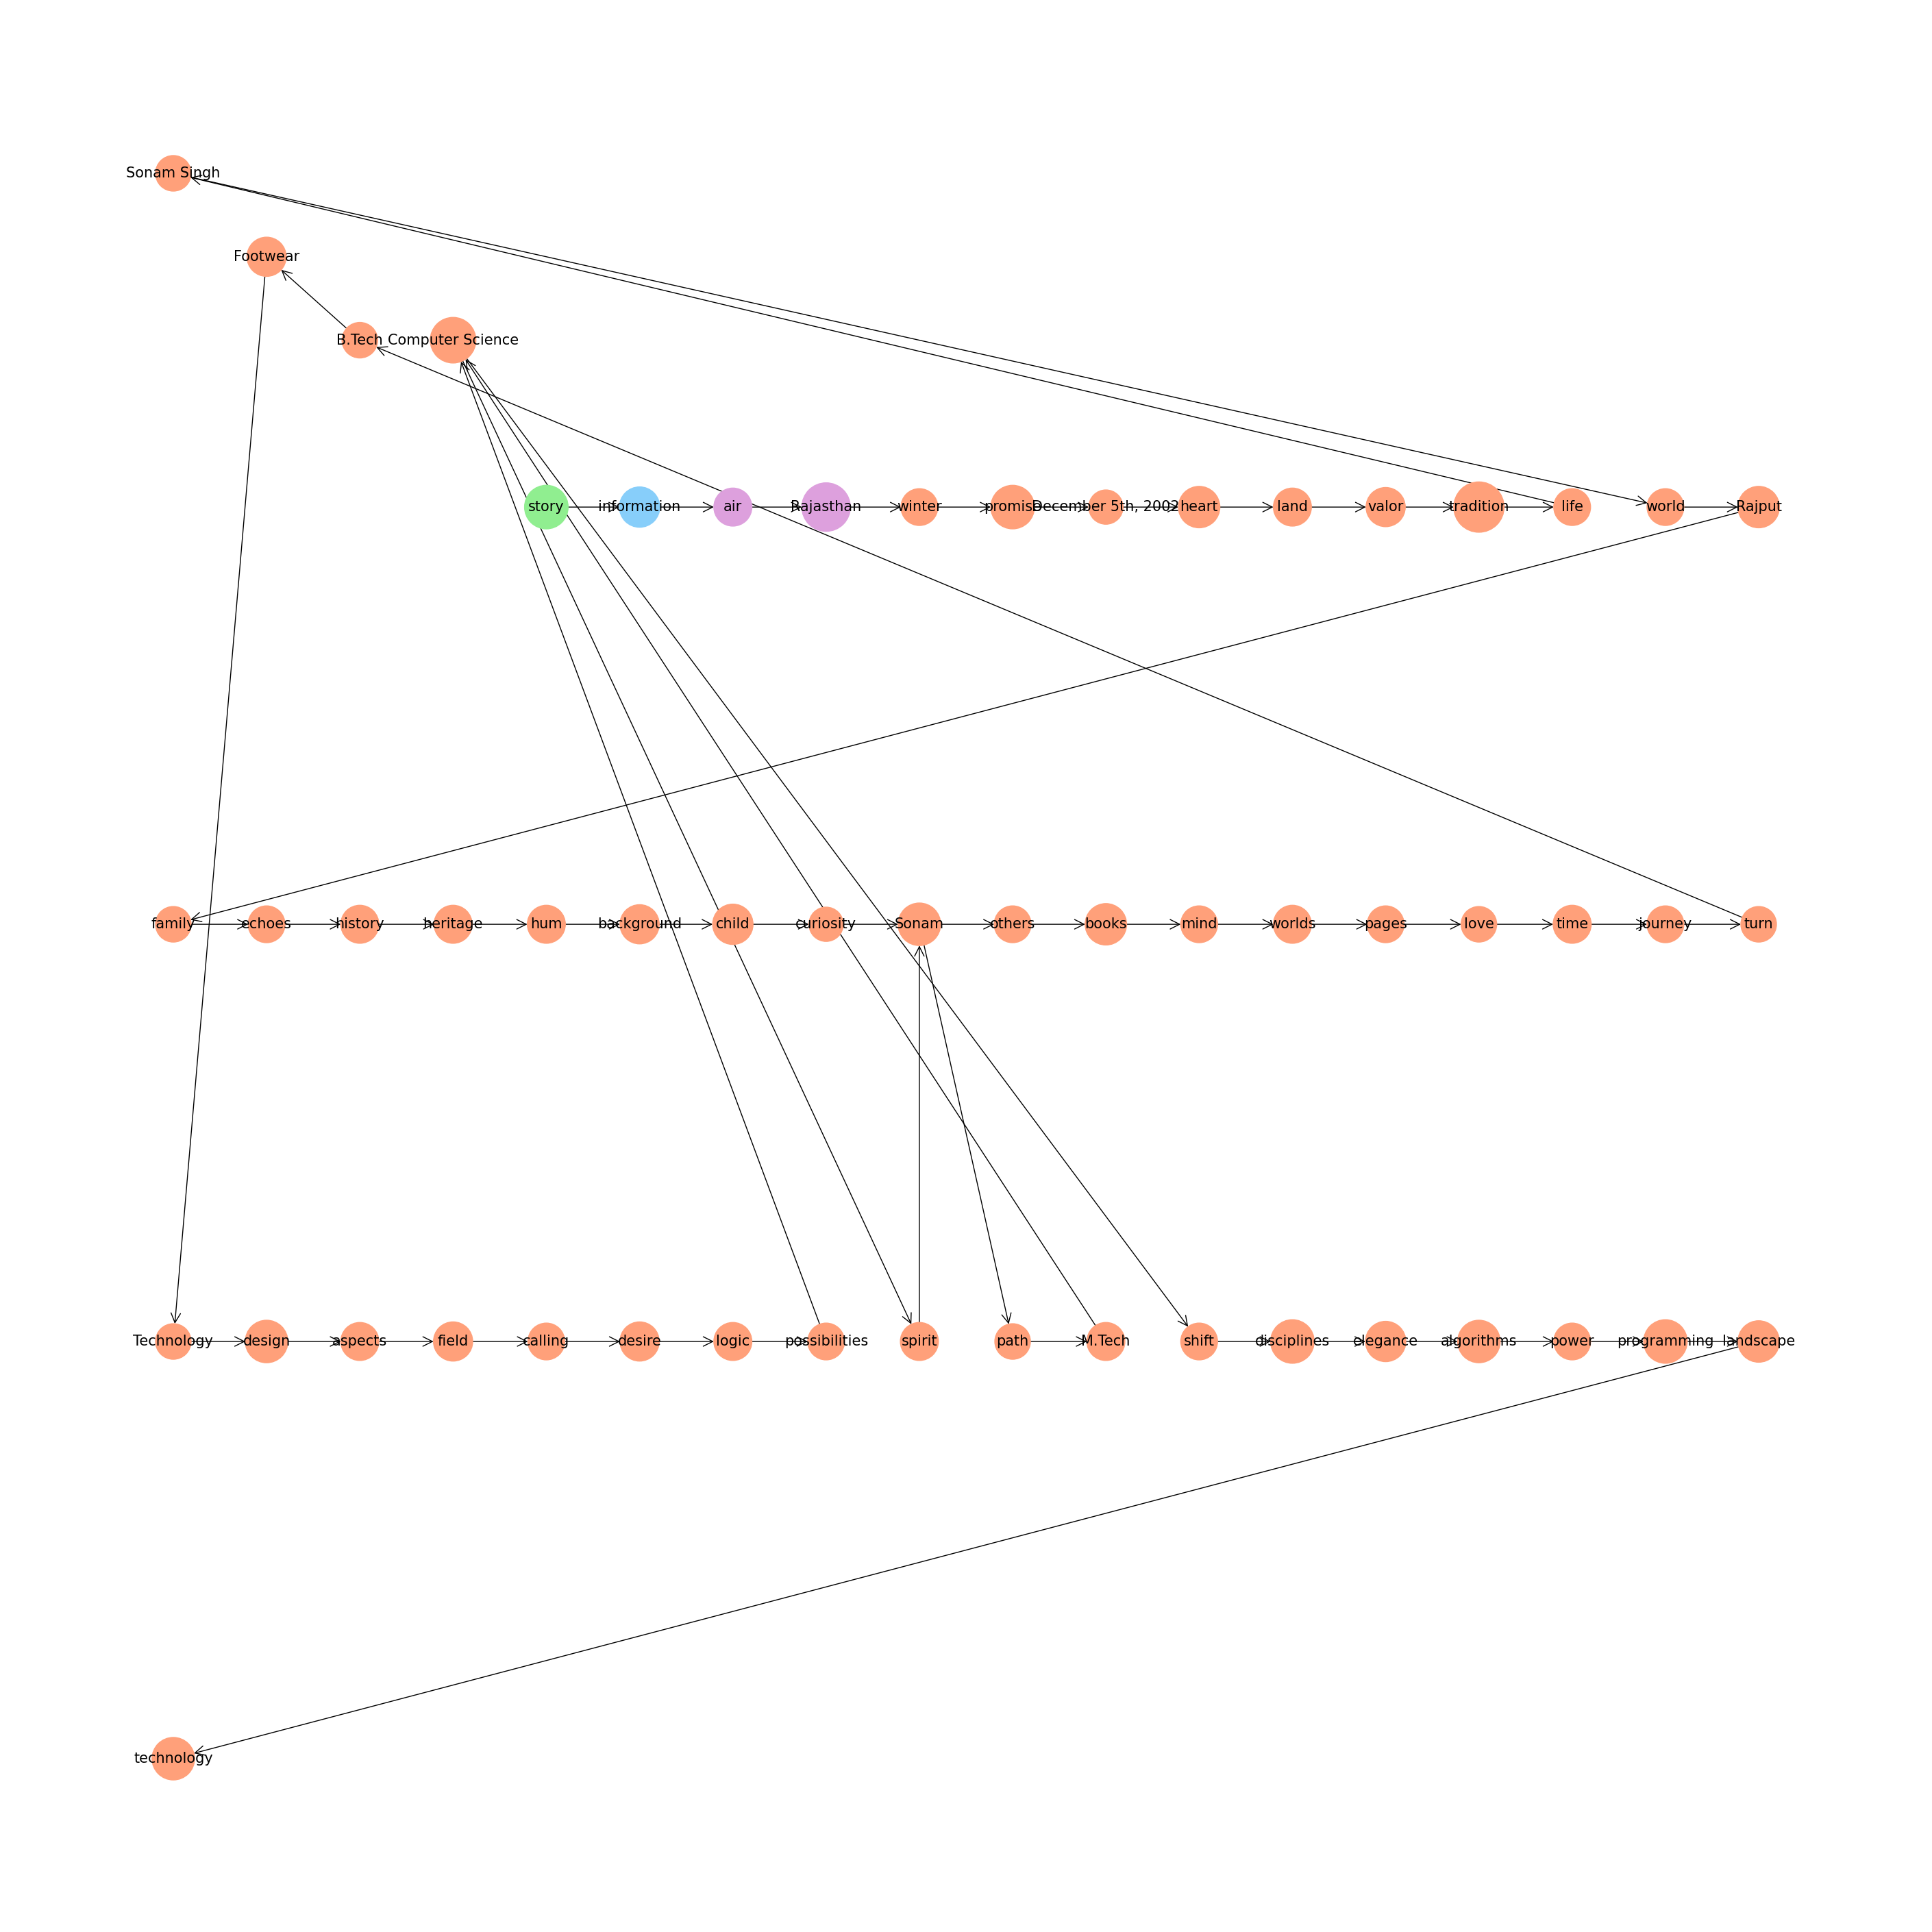 Sonam Singh
Footwear
B.Tech Computer Science
story information air Rajasthan winter promise December 5th, 2002 heart land valor tradition life world Rajput
family echoes history heritage hum background child curiosity Sonam others books mind worlds pages love time journey turn
Technology design aspects field calling desire logic possibilities spirit path M.Tech shift disciplines elegance algorithms power programming landscape
technology